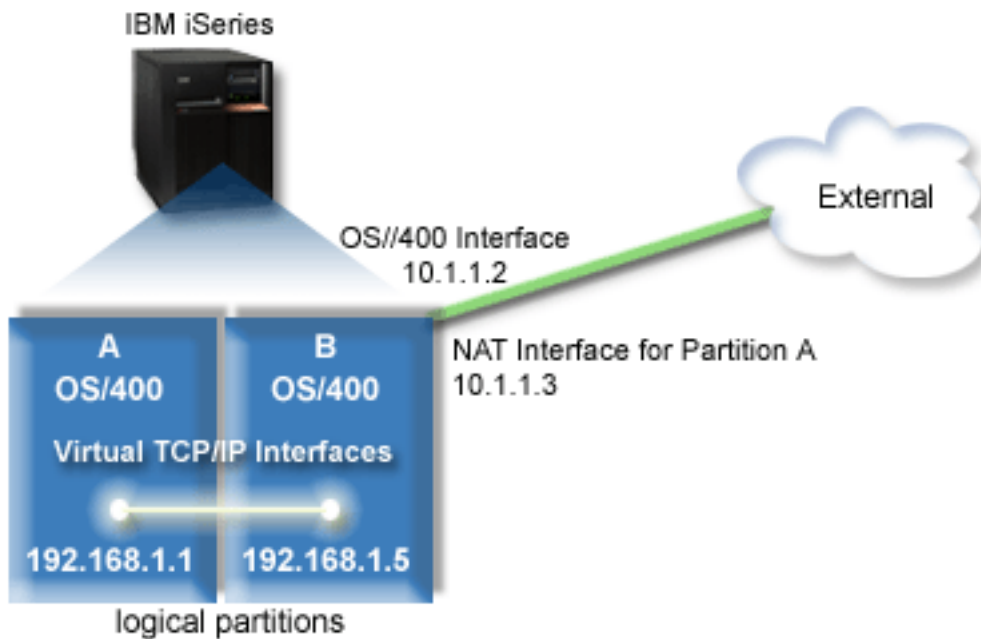 IBM iSeries
External
OS//400 Interface
10.1.1.2
NAT Interface for Partition A
10.1.1.3
A
OS/400
B
OS/400
Virtual TCP/IP Interfaces
192.168.1.1
192.168.1.5
logical partitions